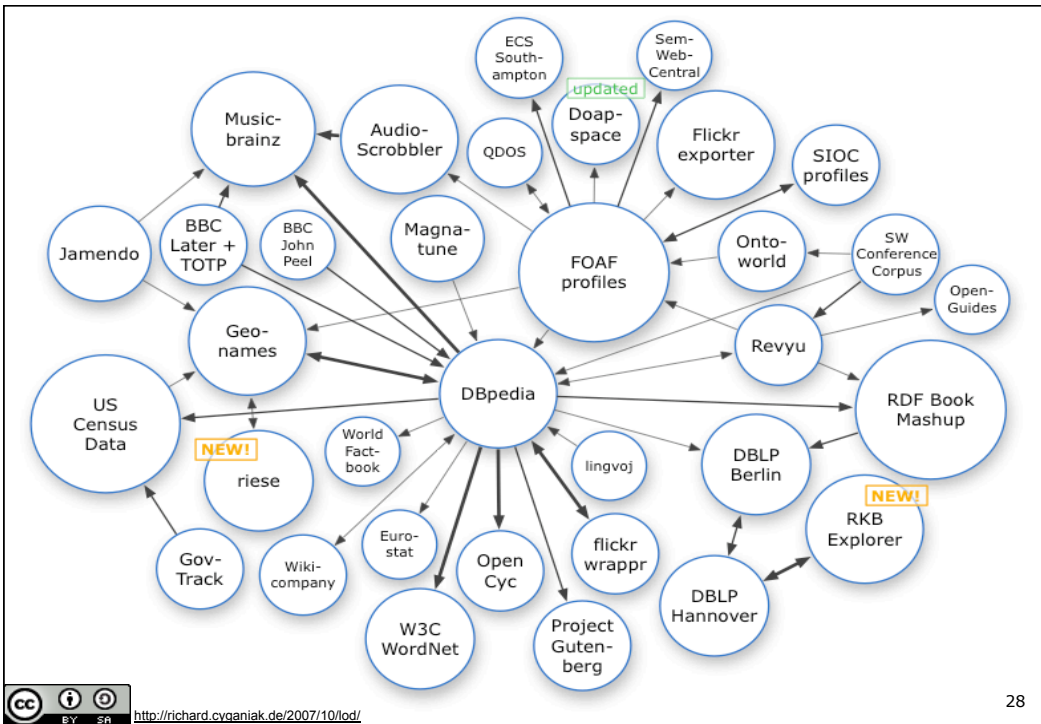 ECS
South-
ampton
Sem-
Web-
Central
updated
Doap-
space
Music-
brainz
Audio-
Scrobbler
QDOS
Flickr
exporter
SIOC
profiles
Jamendo
BBC
Later +
TOTP
BBC
John
Peel
Magna-
tune
FOAF
profiles
Onto-
world
SW
Conference
Corpus
Open-
Guides
Geo-
names
Revyu
DBpedia
US
Census
Data
RDF Book
Mashup
NEW!
riese
World
Fact-
book
lingvoj
DBLP
Berlin
NEW!
RKB
Explorer
Gov-
Track
Wiki-
company
Euro-
stat
Open
Cyc
flickr
wrappr
DBLP
Hannover
W3C
WordNet
Project
Guten-
berg
cc
BY SA
http://richard.cyganiak.de/2007/10/lod/
28